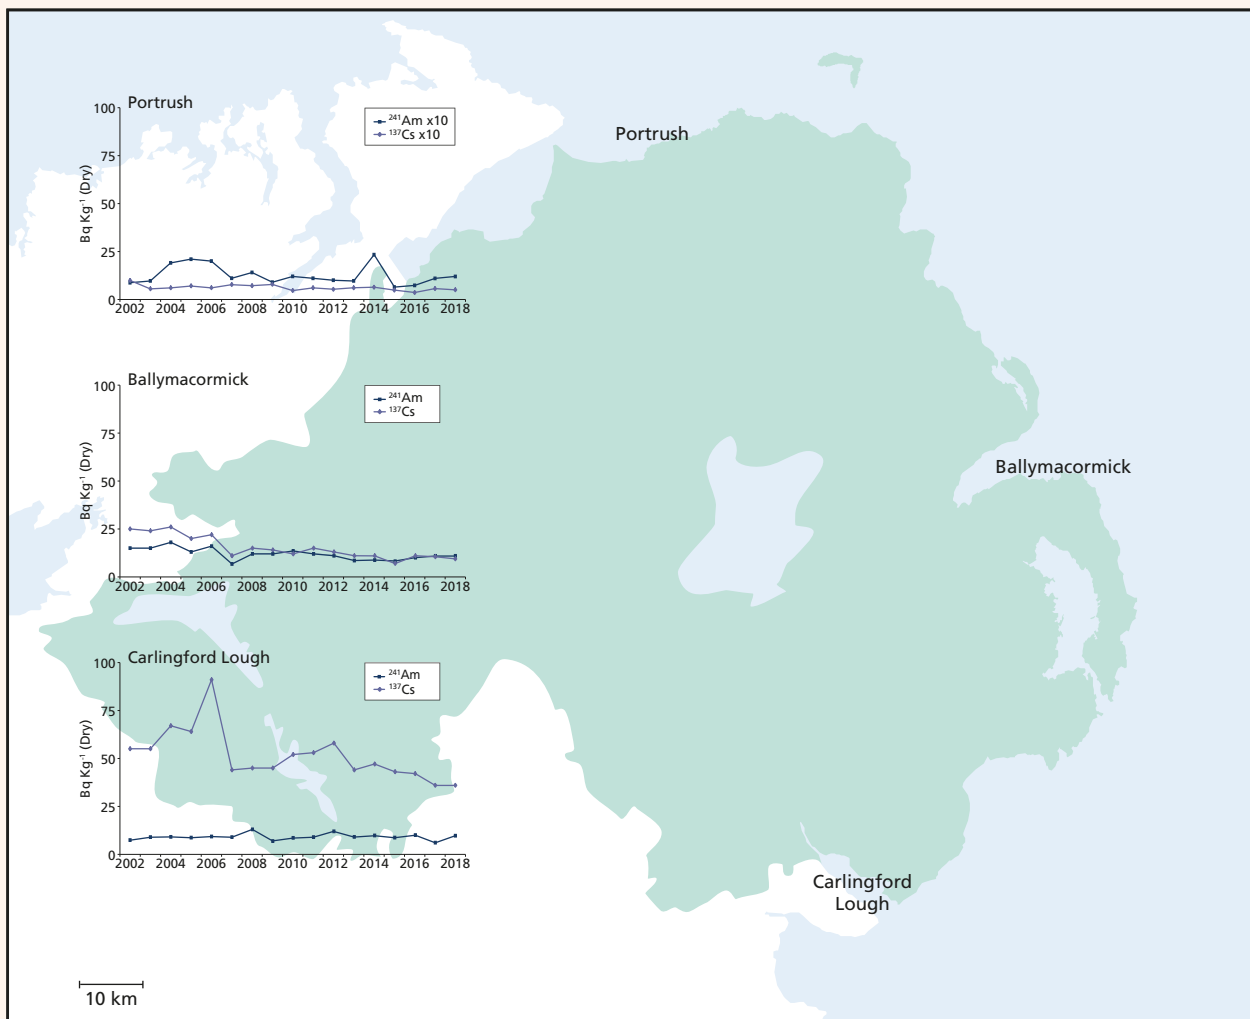 Portrush
100
75
50
25
0
Bq Kg⁻¹ (Dry)
²⁴¹Am x10
¹³⁷Cs x10
2002 2004 2006 2008 2010 2012 2014 2016 2018
Portrush
Ballymacormick
100
75
50
25
0
Bq Kg⁻¹ (Dry)
²⁴¹Am
¹³⁷Cs
2002 2004 2006 2008 2010 2012 2014 2016 2018
Ballymacormick
Carlingford Lough
100
75
50
25
0
Bq Kg⁻¹ (Dry)
²⁴¹Am
¹³⁷Cs
2002 2004 2006 2008 2010 2012 2014 2016 2018
Carlingford
Lough
10 km